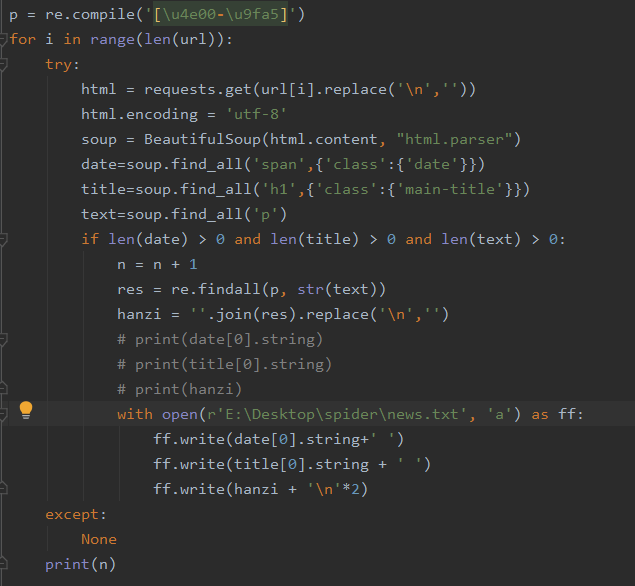 p = re.compile('[\u4e00-\u9fa5]')
for i in range(len(url)):
    try:
        html = requests.get(url[i].replace('\n',''))
        html.encoding = 'utf-8'
        soup = BeautifulSoup(html.content, "html.parser")
        date=soup.find_all('span',{'class':{'date'}})
        title=soup.find_all('h1',{'class':{'main-title'}})
        text=soup.find_all('p')
        if len(date) > 0 and len(title) > 0 and len(text) > 0:
            n = n + 1
            res = re.findall(p, str(text))
            hanzi = ''.join(res).replace('\n','')
            # print(date[0].string)
            # print(title[0].string)
            # print(hanzi)
            with open(r'E:\Desktop\spider\news.txt', 'a') as ff:
                ff.write(date[0].string+' ')
                ff.write(title[0].string + ' ')
                ff.write(hanzi + '\n'*2)
    except:
        None
    print(n)